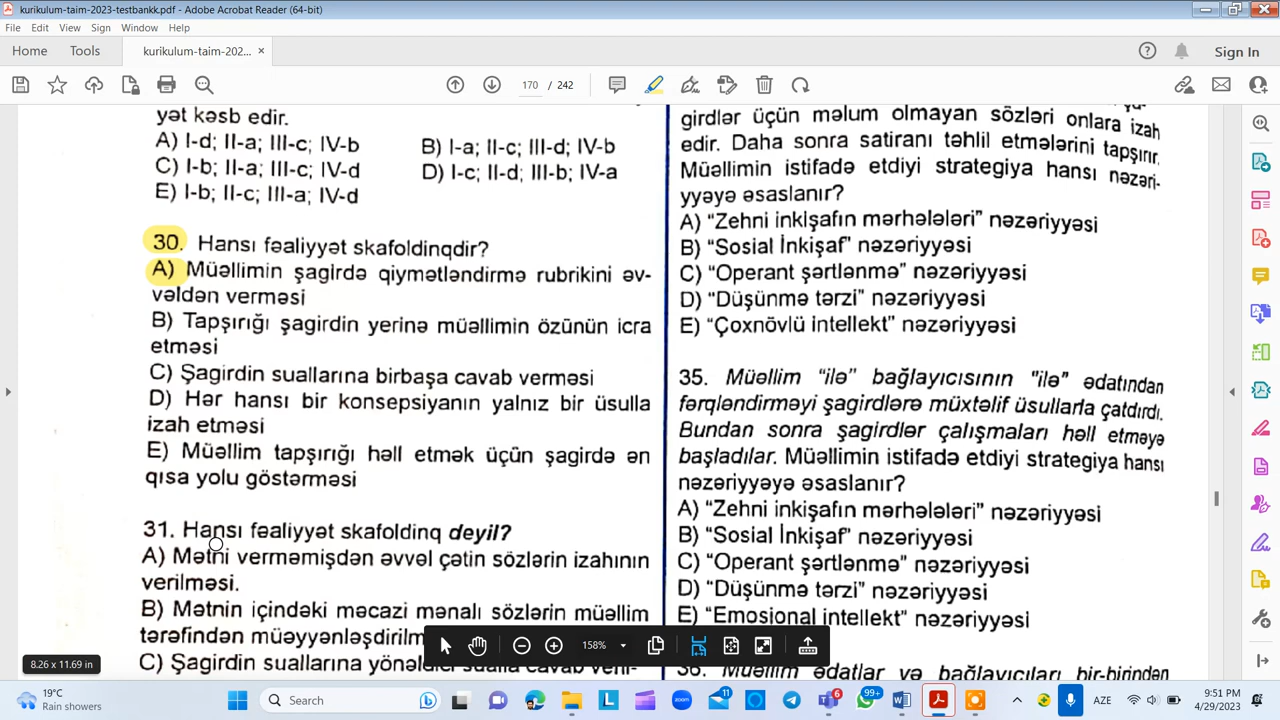 kurikulum-taim-2023-testbankk.pdf - Adobe Acrobat Reader (64-bit)
File Edit View Sign Window Help
Home Tools kurikulum-taim-202... × Sign In
170 / 242
yət kəsb edir.
A) I-d; II-a; III-c; IV-b B) I-a; II-c; III-d; IV-b
C) I-b; II-a; III-c; IV-d D) I-c; II-d; III-b; IV-a
E) I-b; II-c; III-a; IV-d
30. Hansı fəaliyyət skafoldinqdir?
A) Müəllimin şagirdə qiymətləndirmə rubrikini əv-
vəldən verməsi
B) Tapşırığı şagirdin yerinə müəllimin özünün icra
etməsi
C) Şagirdin suallarına birbaşa cavab verməsi
D) Hər hansı bir konsepsiyanın yalnız bir üsulla
izah etməsi
E) Müəllim tapşırığı həll etmək üçün şagirdə ən
qısa yolu göstərməsi
31. Hansı fəaliyyət skafoldinq deyil?
A) Mətni verməmişdən əvvəl çətin sözlərin izahının
verilməsi.
B) Mətnin içindəki məcazi mənalı sözlərin müəllim
tərəfindən
C) Şagirdin suallarına
girdlər üçün məlum olmayan sözləri onlara izah
edir. Daha sonra satiranı təhlil etmələrini tapşırır.
Müəllimin istifadə etdiyi strategiya hansı nəzəri-
yyəyə əsaslanır?
A) "Zehni inkişafın mərhələləri" nəzəriyyəsi
B) "Sosial İnkişaf" nəzəriyyəsi
C) "Operant şərtlənmə" nəzəriyyəsi
D) "Düşünmə tərzi" nəzəriyyəsi
E) "Çoxnövlü intellekt" nəzəriyyəsi
35. Müəllim "ilə" bağlayıcısının "ilə" ədatından
fərqləndirməyi şagirdlərə müxtəlif üsullarla çatdırdı.
Bundan sonra şagirdlər çalışmaları həll etməyə
başladılar. Müəllimin istifadə etdiyi strategiya hansı
nəzəriyyəyə əsaslanır?
A) "Zehni inkişafın mərhələləri" nəzəriyyəsi
B) "Sosial İnkişaf" nəzəriyyəsi
C) "Operant şərtlənmə" nəzəriyyəsi
D) "Düşünmə tərzi" nəzəriyyəsi
E) "Emosional intellekt" nəzəriyyəsi
36. Müəllim ədatlar və bağlayıcıları bir-birindən
158%
8.26 x 11.69 in
19°C
Rain showers
Search
11
6
99+
AZE
9:51 PM
4/29/2023